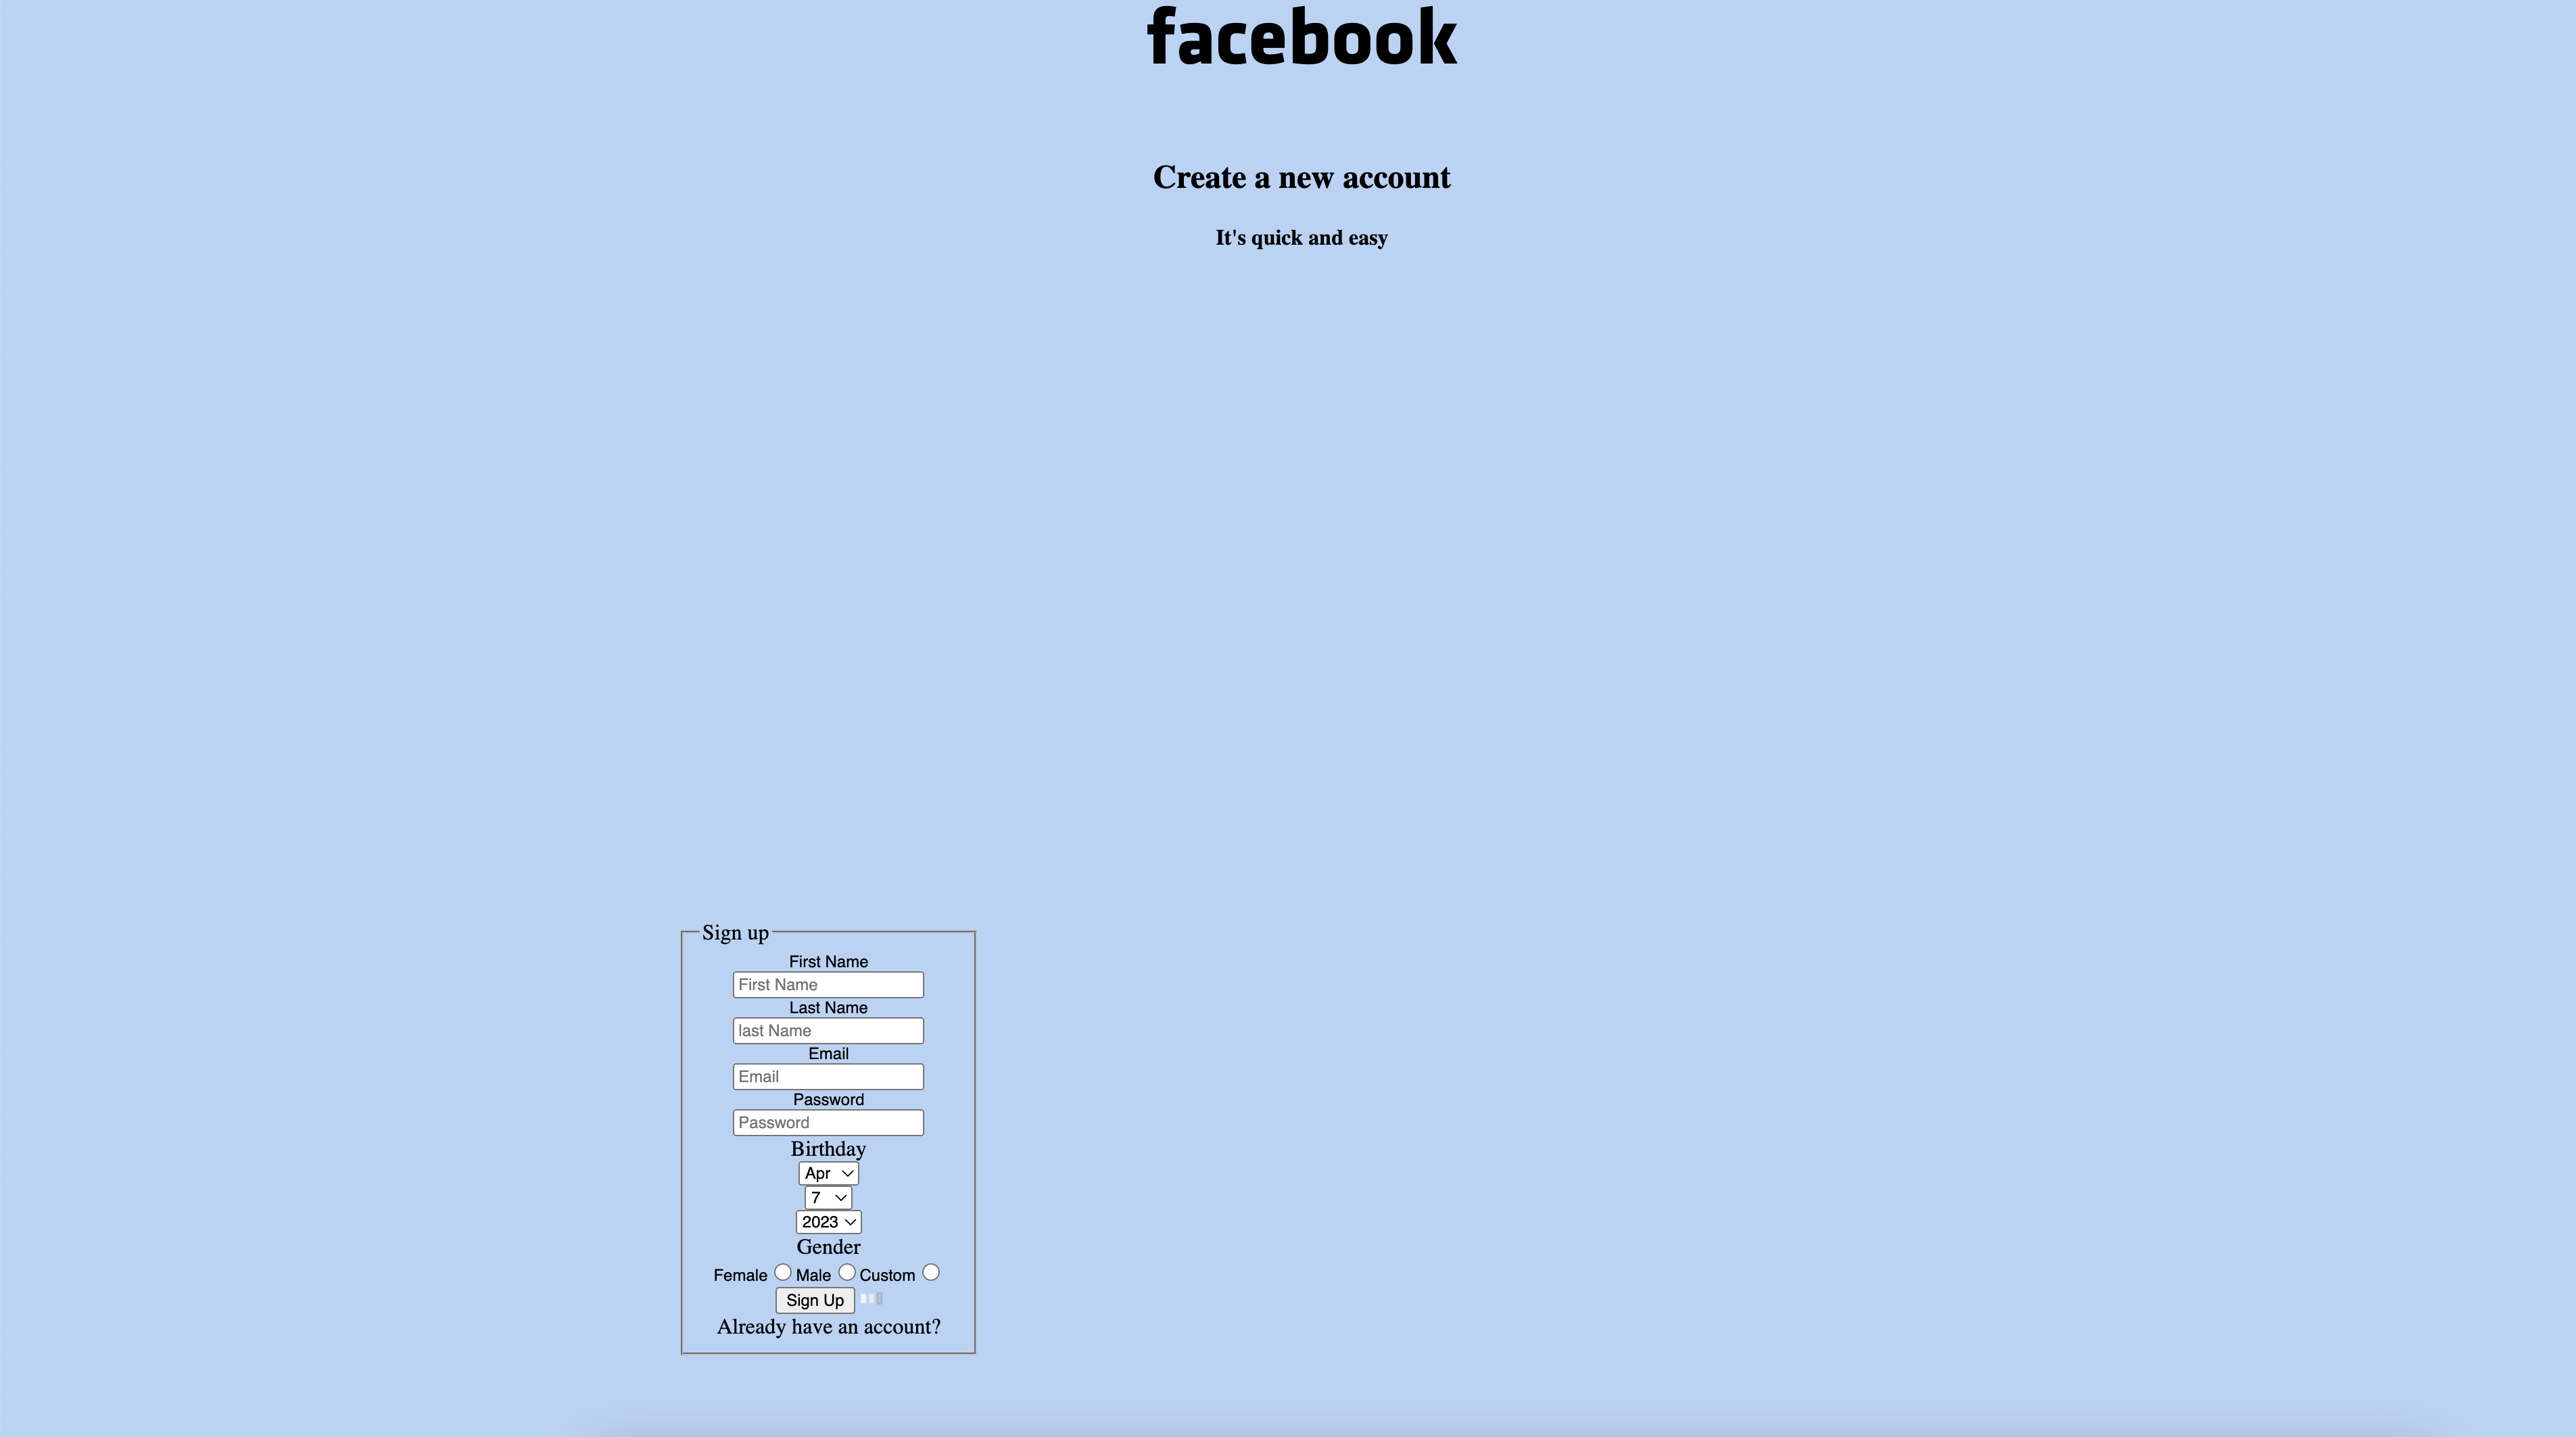 facebook
Create a new account
It's quick and easy
Sign up
First Name
First Name
Last Name
last Name
Email
Email
Password
Password
Birthday
Apr
7
2023
Gender
Female Male Custom
Sign Up
Already have an account?